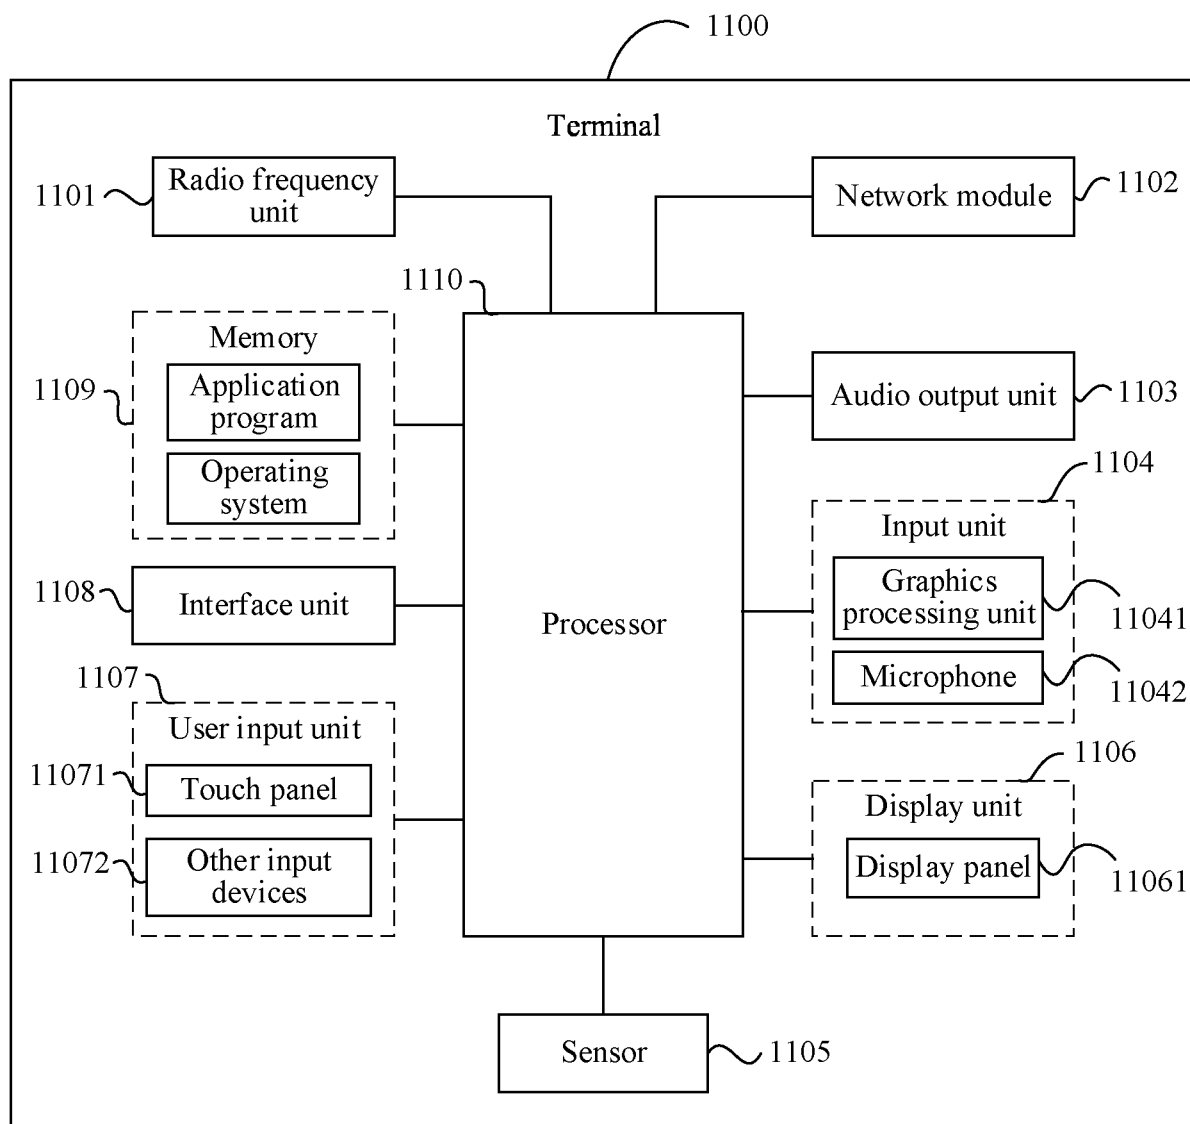 1100
Terminal
1101
Radio frequency
unit
Network module
1102
1110
Memory
1109
Application
program
Operating
system
Audio output unit
1103
1104
Input unit
Graphics
processing unit
11041
Microphone
11042
1108
Interface unit
Processor
1107
User input unit
11071
Touch panel
11072
Other input
devices
1106
Display unit
Display panel
11061
Sensor
1105